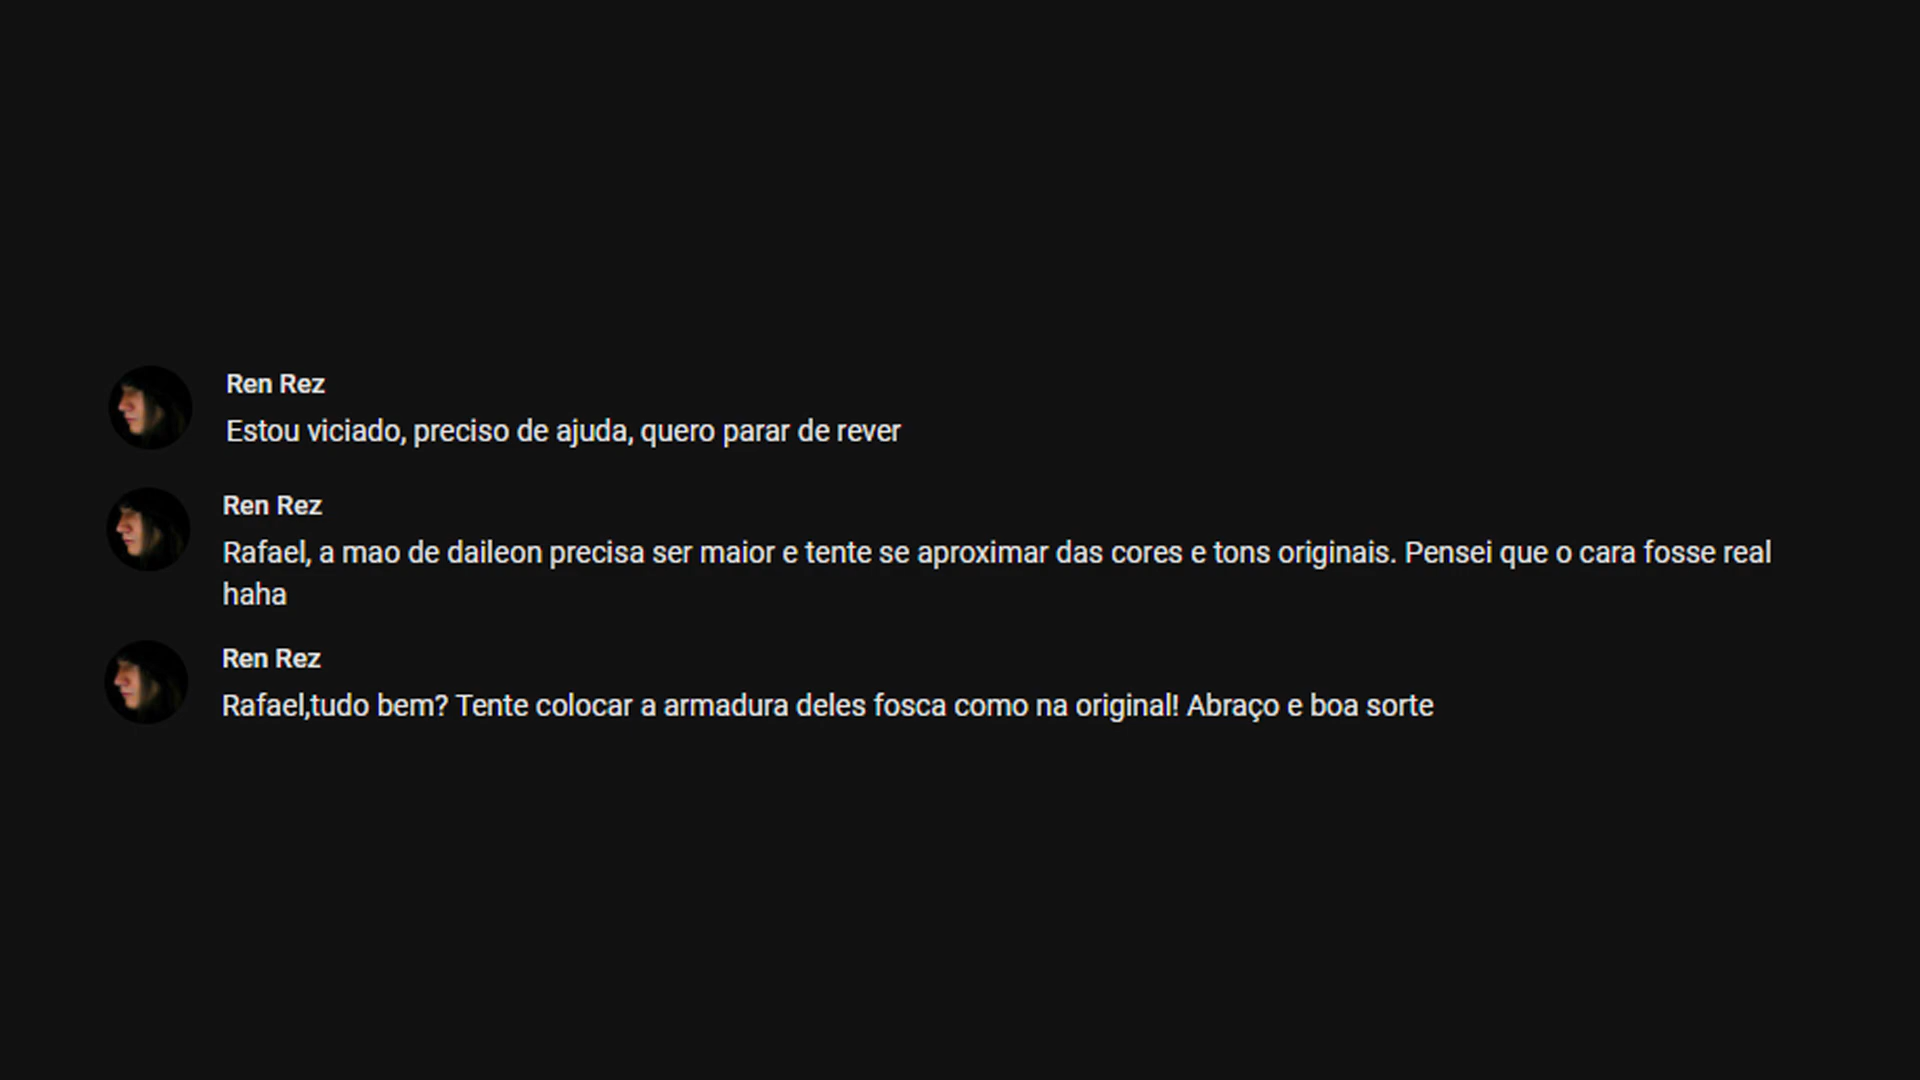 Ren Rez
Estou viciado, preciso de ajuda, quero parar de rever
Ren Rez
Rafael, a mao de daileon precisa ser maior e tente se aproximar das cores e tons originais. Pensei que o cara fosse real
haha
Ren Rez
Rafael,tudo bem? Tente colocar a armadura deles fosca como na original! Abraço e boa sorte